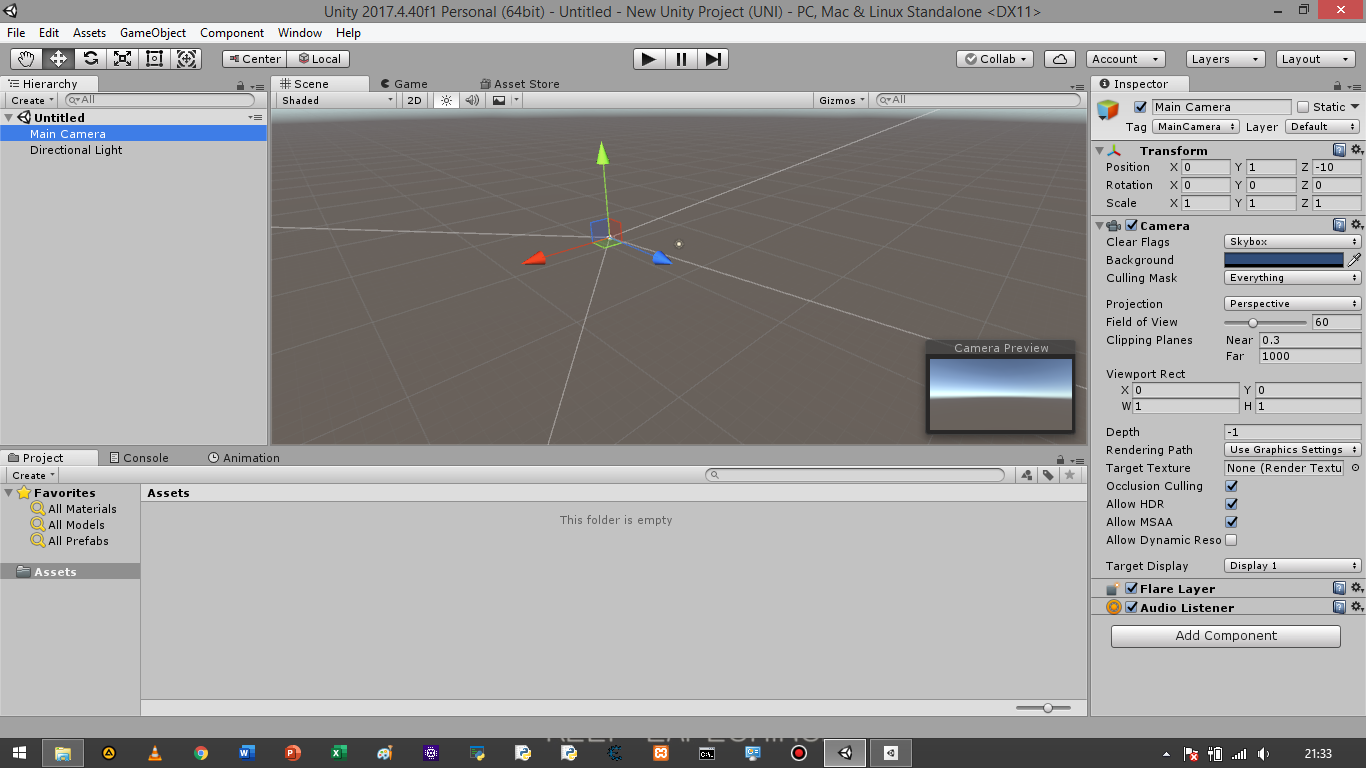 Unity 2017.4.40f1 Personal (64bit) - Untitled - New Unity Project (UNI) - PC, Mac & Linux Standalone <DX11>
File Edit Assets GameObject Component Window Help
Center Local Collab Account Layers Layout
Hierarchy
Create All
Untitled
Main Camera
Directional Light
Scene Game Asset Store
Shaded 2D Gizmos All
Camera Preview
Inspector
Main Camera Static
Tag MainCamera Layer Default
Transform
Position X 0 Y 1 Z -10
Rotation X 0 Y 0 Z 0
Scale X 1 Y 1 Z 1
Camera
Clear Flags Skybox
Background
Culling Mask Everything
Projection Perspective
Field of View 60
Clipping Planes Near 0.3
Far 1000
Viewport Rect
X 0 Y 0
W 1 H 1
Depth -1
Rendering Path Use Graphics Settings
Target Texture None (Render Textu
Occlusion Culling
Allow HDR
Allow MSAA
Allow Dynamic Reso
Target Display Display 1
Flare Layer
Audio Listener
Add Component
Project Console Animation
Create
Favorites
All Materials
All Models
All Prefabs
Assets
Assets
This folder is empty
21:33